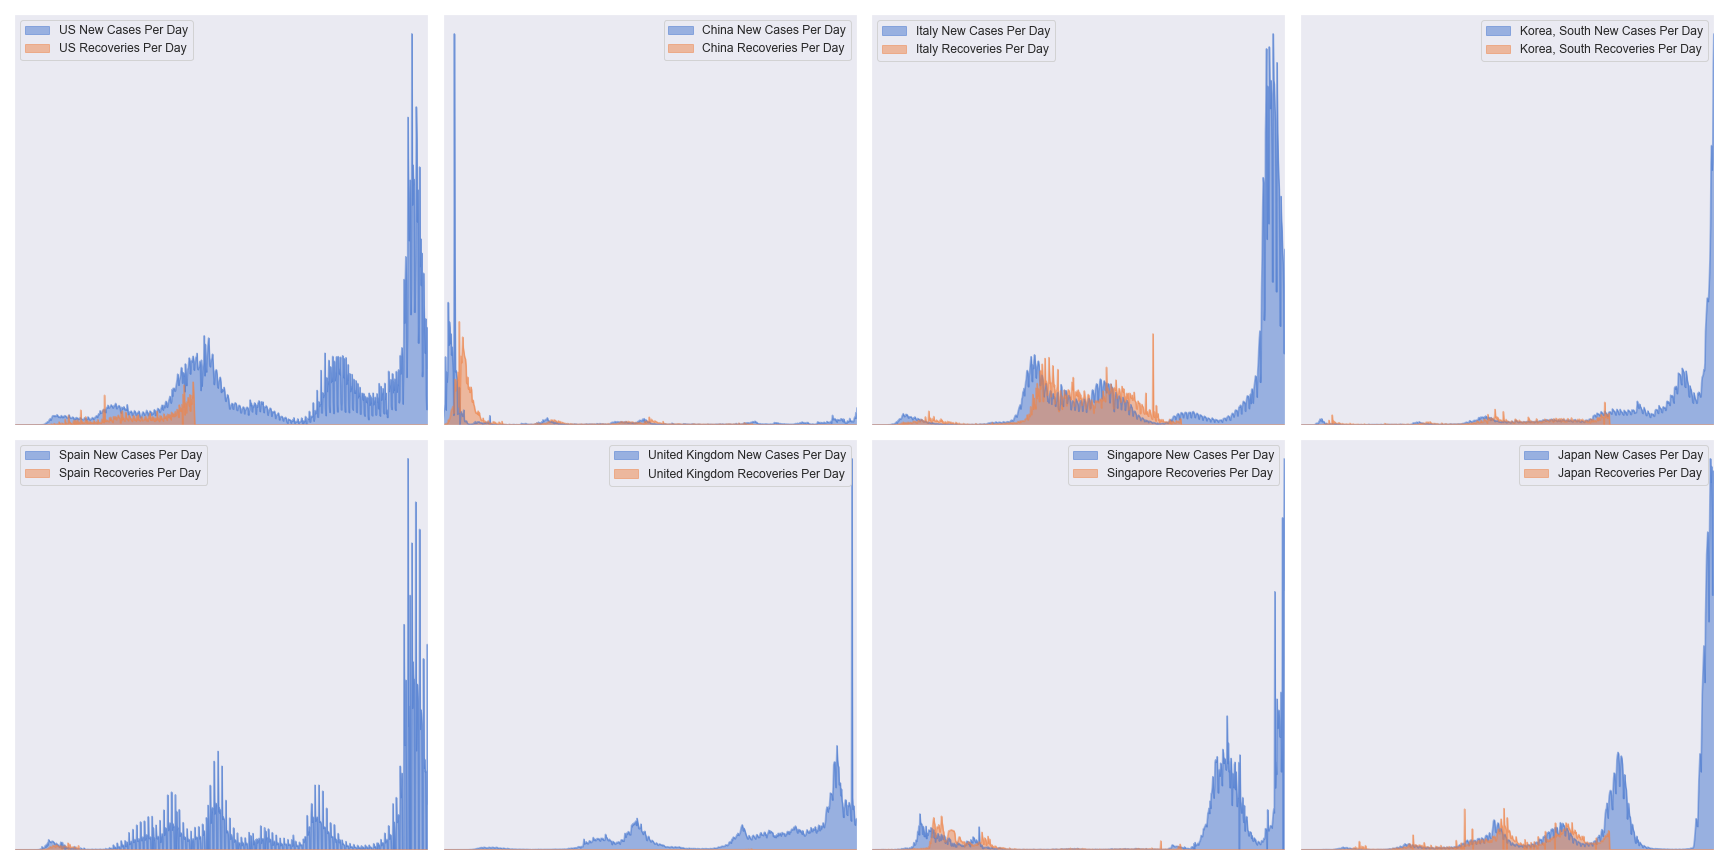 US New Cases Per Day
US Recoveries Per Day
China New Cases Per Day
China Recoveries Per Day
Italy New Cases Per Day
Italy Recoveries Per Day
Korea, South New Cases Per Day
Korea, South Recoveries Per Day
Spain New Cases Per Day
Spain Recoveries Per Day
United Kingdom New Cases Per Day
United Kingdom Recoveries Per Day
Singapore New Cases Per Day
Singapore Recoveries Per Day
Japan New Cases Per Day
Japan Recoveries Per Day